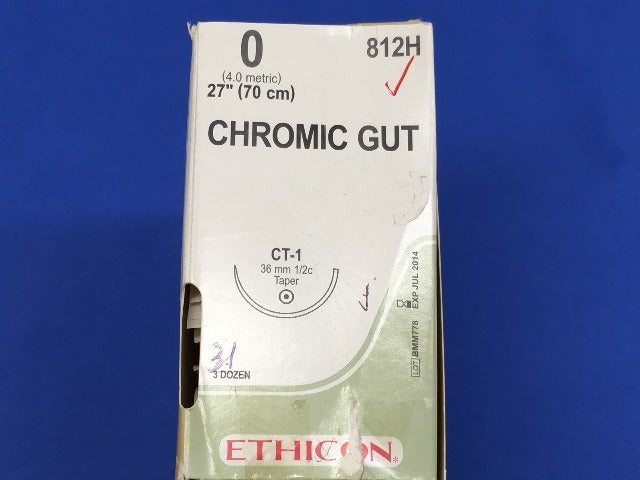 0
(4.0 metric)
27" (70 cm)
812H
CHROMIC GUT
CT-1
36 mm 1/2c
Taper
EXP JUL 2014
LOT BMM778
31
3 DOZEN
ETHICON*